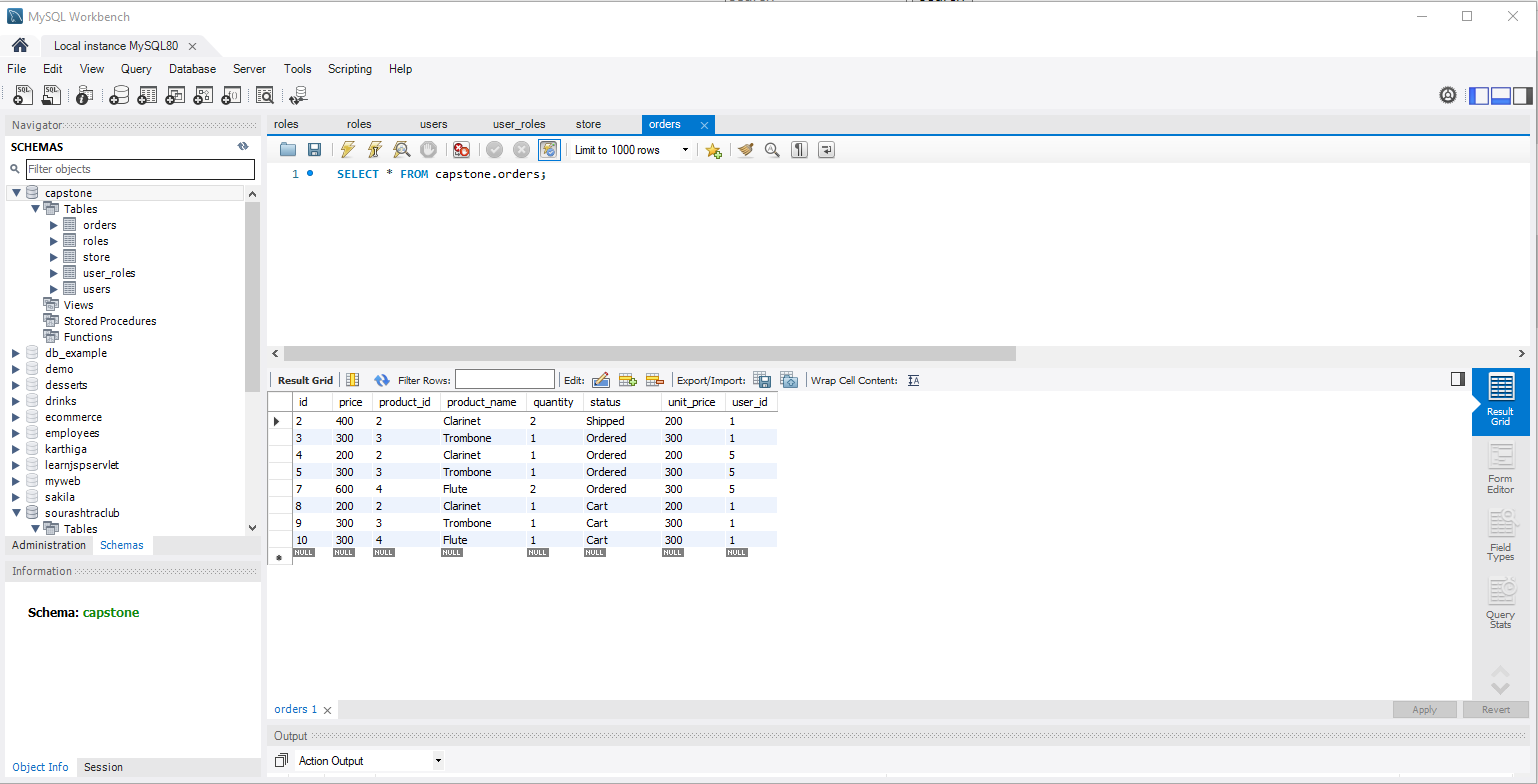 MySQL Workbench
Local instance MySQL80
File Edit View Query Database Server Tools Scripting Help
Navigator
SCHEMAS
Filter objects
capstone
Tables
orders
roles
store
user_roles
users
Views
Stored Procedures
Functions
db_example
demo
desserts
drinks
ecommerce
employees
karthiga
learnjspservlet
myweb
sakila
sourashtraclub
Tables
Administration Schemas
Information
Schema: capstone
Object Info Session
roles roles users user_roles store orders
Limit to 1000 rows
1 SELECT * FROM capstone.orders;
Result Grid Filter Rows: Edit: Export/Import: Wrap Cell Content:
id price product_id product_name quantity status unit_price user_id
2 400 2 Clarinet 2 Shipped 200 1
3 300 3 Trombone 1 Ordered 300 1
4 200 2 Clarinet 1 Ordered 200 5
5 300 3 Trombone 1 Ordered 300 5
7 600 4 Flute 2 Ordered 300 5
8 200 2 Clarinet 1 Cart 200 1
9 300 3 Trombone 1 Cart 300 1
10 300 4 Flute 1 Cart 300 1
NULL NULL NULL NULL NULL NULL NULL NULL
Result
Grid
Form
Editor
Field
Types
Query
Stats
orders 1
Apply Revert
Output
Action Output